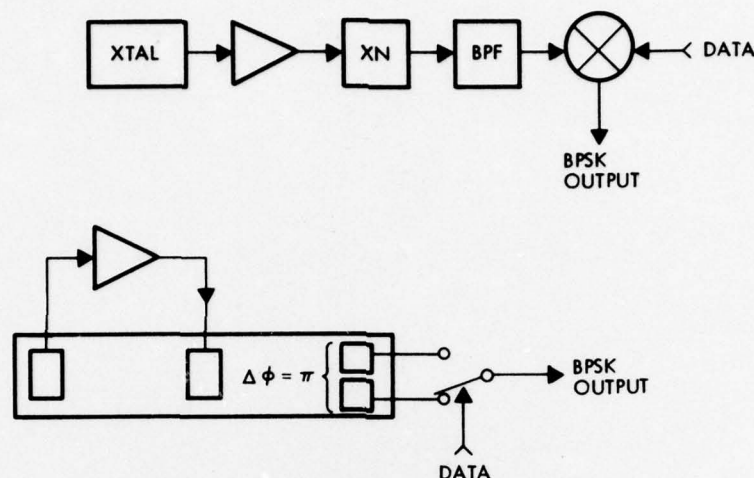 XTAL
XN
BPF
DATA
BPSK
OUTPUT
Δϕ = π
BPSK
OUTPUT
DATA